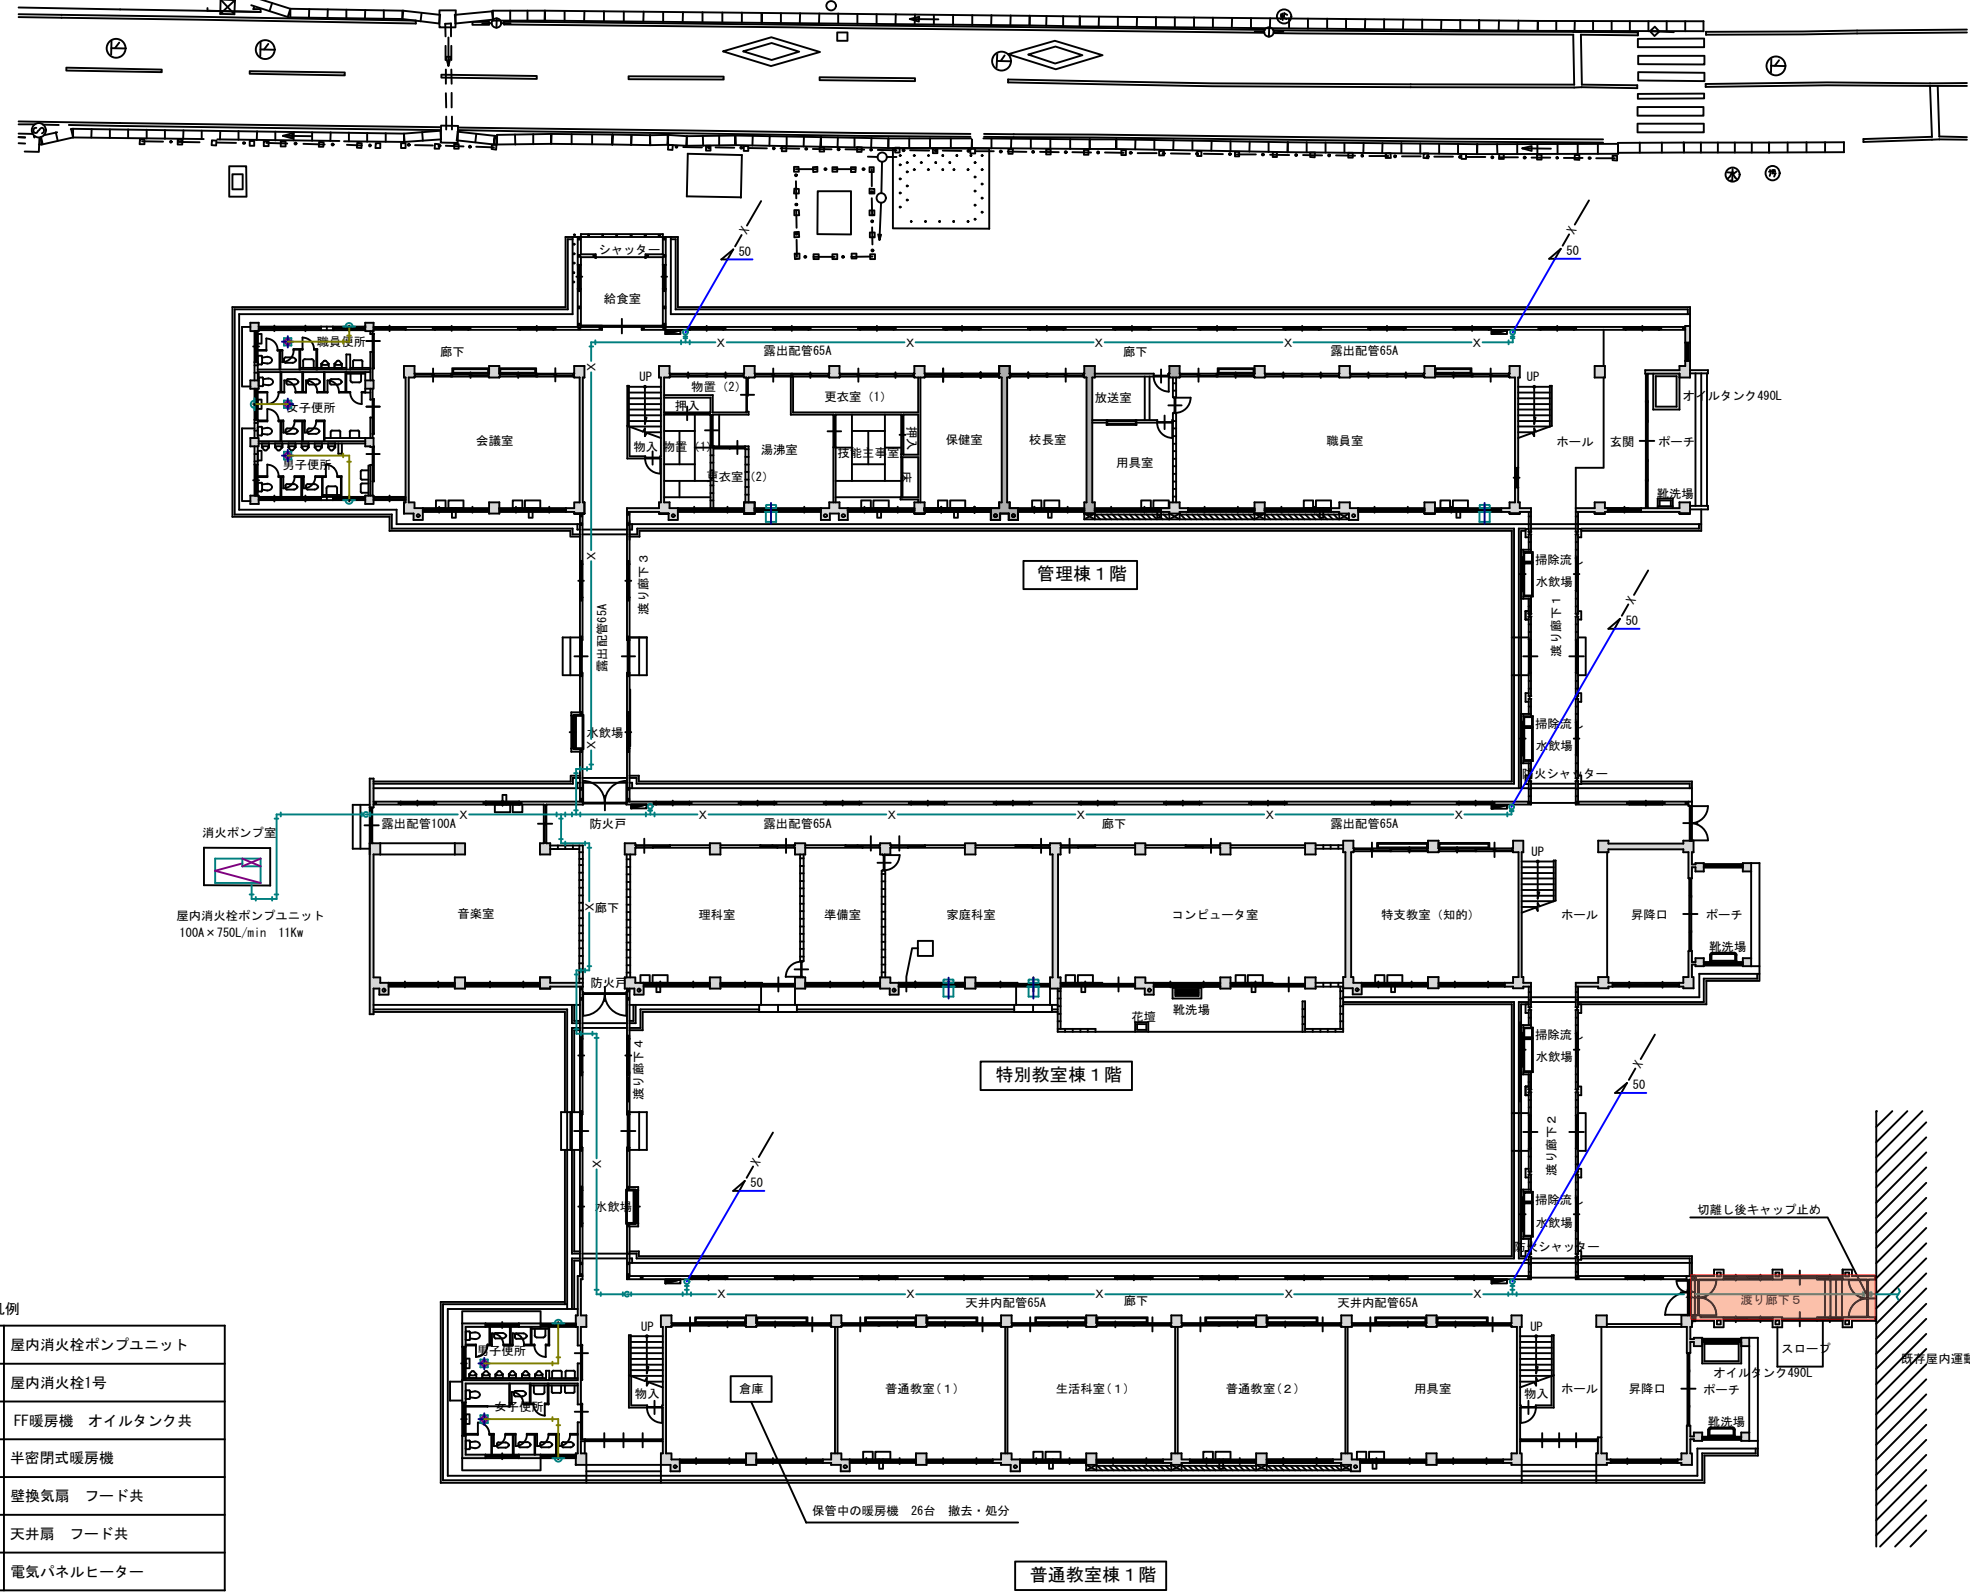 シャッター
50
50
給食室
職員便所
廊下
露出配管65A
廊下
露出配管65A
UP
物置 (2)
UP
女子便所
押入
更衣室 (1)
放送室
オイルタンク490L
会議室
物入
物置 (1)
湯沸室
技能主事室
押入
保健室
校長室
職員室
ホール
玄関
ポーチ
男子便所
更衣室 (2)
用具室
靴洗場
管理棟1階
渡り廊下3
露出配管65A
掃除流し
水飲場
渡り廊下1
50
掃除流し
水飲場
水飲場
防火シャッター
消火ポンプ室
露出配管100A
防火戸
露出配管65A
廊下
露出配管65A
UP
屋内消火栓ポンプユニット
100A×750L/min 11Kw
音楽室
廊下
理科室
準備室
家庭科室
コンピュータ室
特支教室 (知的)
ホール
昇降口
ポーチ
靴洗場
防火戸
花壇
靴洗場
掃除流し
水飲場
渡り廊下4
特別教室棟1階
50
渡り廊下2
50
水飲場
掃除流し
水飲場
切離し後キャップ止め
防火シャッター
天井内配管65A
廊下
天井内配管65A
渡り廊下5
UP
UP
スロープ
男子便所
オイルタンク490L
物入
倉庫
普通教室(1)
生活科室(1)
普通教室(2)
用具室
物入
ホール
昇降口
ポーチ
女子便所
靴洗場
保管中の暖房機 26台 撤去・処分
普通教室棟1階
屋内消火栓ポンプユニット
屋内消火栓1号
FF暖房機 オイルタンク共
半密閉式暖房機
壁換気扇 フード共
天井扇 フード共
電気パネルヒーター